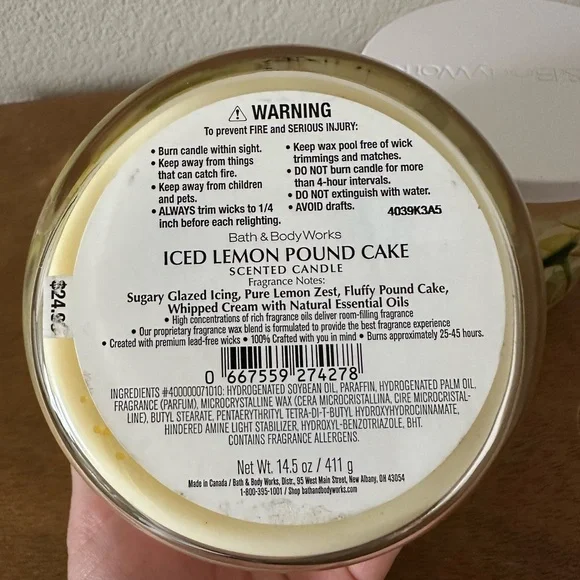 WARNING
To prevent FIRE and SERIOUS INJURY:
• Burn candle within sight.
• Keep away from things
that can catch fire.
• Keep away from children
and pets.
• ALWAYS trim wicks to 1/4
inch before each relighting.
• Keep wax pool free of wick
trimmings and matches.
• DO NOT burn candle for more
than 4-hour intervals.
• DO NOT extinguish with water.
• AVOID drafts.
4039K3A5
Bath & Body Works
ICED LEMON POUND CAKE
SCENTED CANDLE
Fragrance Notes:
Sugary Glazed Icing, Pure Lemon Zest, Fluffy Pound Cake,
Whipped Cream with Natural Essential Oils
• High concentrations of rich fragrance oils deliver room-filling fragrance
• Our proprietary fragrance wax blend is formulated to provide the best fragrance experience
• Created with premium lead-free wicks • 100% Crafted with you in mind • Burns approximately 25-45 hours.
0 667559 274278
INGREDIENTS #400000071010: HYDROGENATED SOYBEAN OIL, PARAFFIN, HYDROGENATED PALM OIL,
FRAGRANCE (PARFUM), MICROCRYSTALLINE WAX (CERA MICROCRISTALLINA, CIRE MICROCRISTAL-
LINE), BUTYL STEARATE, PENTAERYTHRITYL TETRA-DI-T-BUTYL HYDROXYHYDROCINNAMATE,
HINDERED AMINE LIGHT STABILIZER, HYDROXYL-BENZOTRIAZOLE, BHT.
CONTAINS FRAGRANCE ALLERGENS.
Net Wt. 14.5 oz / 411 g
Made in Canada / Bath & Body Works, Distr., 95 West Main Street, New Albany, OH 43054
1-800-395-1001 / Shop bathandbodyworks.com